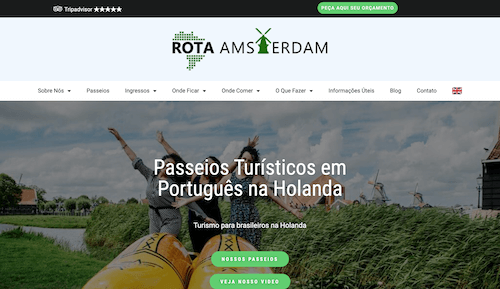 Tripadvisor
PEÇA AQUI SEU ORÇAMENTO
ROTA AMSTERDAM
Sobre Nós Passeios Ingressos Onde Ficar Onde Comer O Que Fazer Informações Úteis Blog Contato
Passeios Turísticos em
Português na Holanda
Turismo para brasileiros na Holanda
NOSSOS PASSEIOS
VEJA NOSSO VIDEO